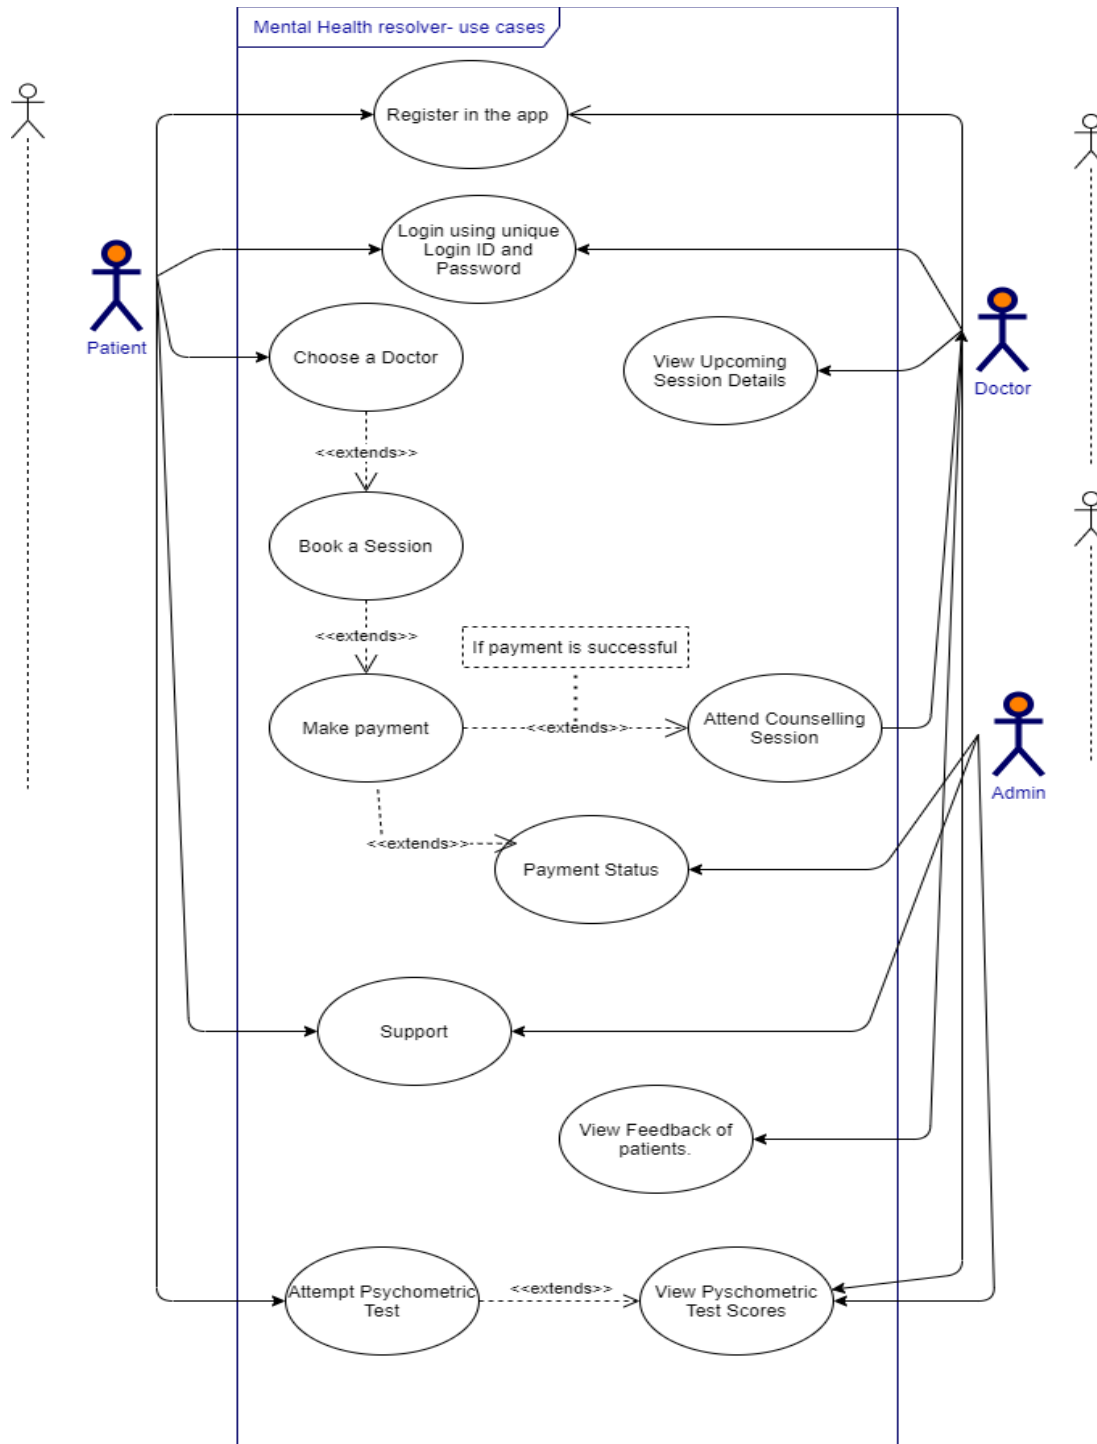 Mental Health resolver- use cases
Register in the app
Login using unique
Login ID and
Password
Patient
Choose a Doctor
View Upcoming
Session Details
Doctor
<<extends>>
Book a Session
<<extends>>
If payment is successful
Make payment
<<extends>>
Attend Counselling
Session
Admin
<<extends>>
Payment Status
Support
View Feedback of
patients.
Attempt Psychometric
Test
<<extends>>
View Pyschometric
Test Scores